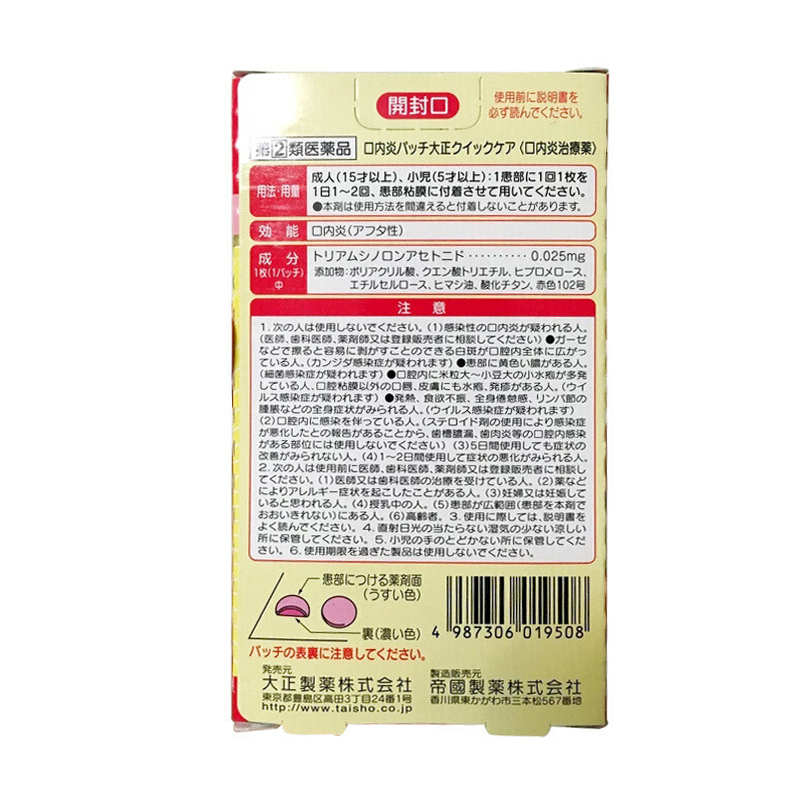 開封口
使用前に説明書を
必ず読んでください。
第②類医薬品 口内炎パッチ大正クイックケア〈口内炎治療薬〉
用法・用量
成人(15才以上)、小児(5才以上):1患部に1回1枚を
1日1〜2回、患部粘膜に付着させて用いてください。
●本剤は使用方法を間違えると付着しないことがあります。
効能 口内炎(アフタ性)
成分
1枚(1パッチ)
中
トリアムシノロンアセトニド‥‥‥‥‥0.025mg
添加物:ポリアクリル酸、クエン酸トリエチル、ヒプロメロース、
エチルセルロース、ヒマシ油、酸化チタン、赤色102号
注意
1.次の人は使用しないでください。(1)感染性の口内炎が疑われる人。
(医師、歯科医師、薬剤師又は登録販売者に相談してください)●ガーゼ
などで擦ると容易に剥がすことのできる白斑が口腔内全体に広がっ
ている人。(カンジダ感染症が疑われます)●患部に黄色い膿がある人。
(細菌感染症が疑われます)●口腔内に米粒大〜小豆大の小水疱が多発
している人、口腔粘膜以外の口唇、皮膚にも水疱、発疹がある人。(ウイ
ルス感染症が疑われます)●発熱、食欲不振、全身倦怠感、リンパ節の
腫脹などの全身症状がみられる人。(ウイルス感染症が疑われます)
(2)口腔内に感染を伴っている人。(ステロイド剤の使用により感染症
が悪化したとの報告があることから、歯槽膿漏、歯肉炎等の口腔内感染
がある部位には使用しないでください)(3)5日間使用しても症状の
改善がみられない人。(4)1〜2日間使用して症状の悪化がみられる人。
2.次の人は使用前に医師、歯科医師、薬剤師又は登録販売者に相談し
てください。(1)医師又は歯科医師の治療を受けている人。(2)薬など
によりアレルギー症状を起こしたことがある人。(3)妊婦又は妊娠して
いると思われる人。(4)授乳中の人。(5)患部が広範囲(患部を本剤で
おおいきれない)にある人。(6)高齢者。3.使用に際しては、説明書を
よく読んでください。4.直射日光の当たらない湿気の少ない涼しい
所に保管してください。5.小児の手のとどかない所に保管してくだ
さい。6.使用期限を過ぎた製品は使用しないでください。
患部につける薬剤面
(うすい色)
裏(濃い色)
パッチの表裏に注意してください。
4 987306 019508
発売元
大正製薬株式会社
東京都豊島区高田3丁目24番1号
http://www.taisho.co.jp
製造販売元
帝國製薬株式会社
香川県東かがわ市三本松567番地